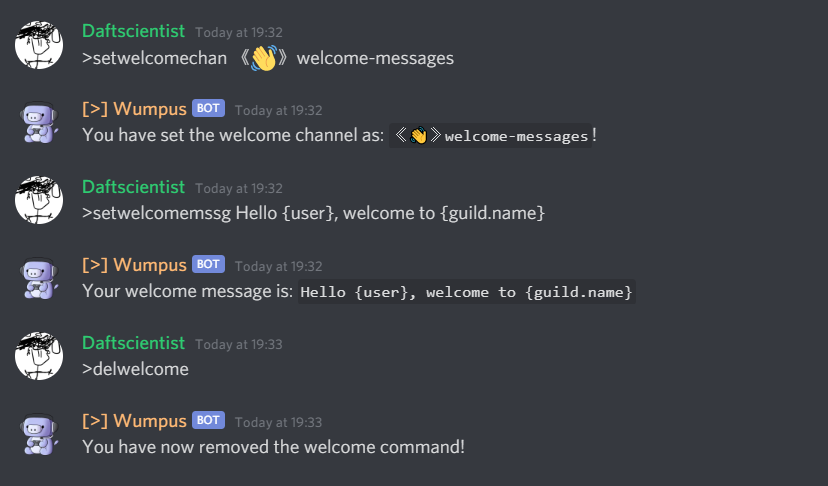 Daftscientist Today at 19:32
>setwelcomechan 《👋》 welcome-messages
[>] Wumpus BOT Today at 19:32
You have set the welcome channel as: 《👋》welcome-messages!
Daftscientist Today at 19:32
>setwelcomemssg Hello {user}, welcome to {guild.name}
[>] Wumpus BOT Today at 19:32
Your welcome message is: Hello {user}, welcome to {guild.name}
Daftscientist Today at 19:33
>delwelcome
[>] Wumpus BOT Today at 19:33
You have now removed the welcome command!